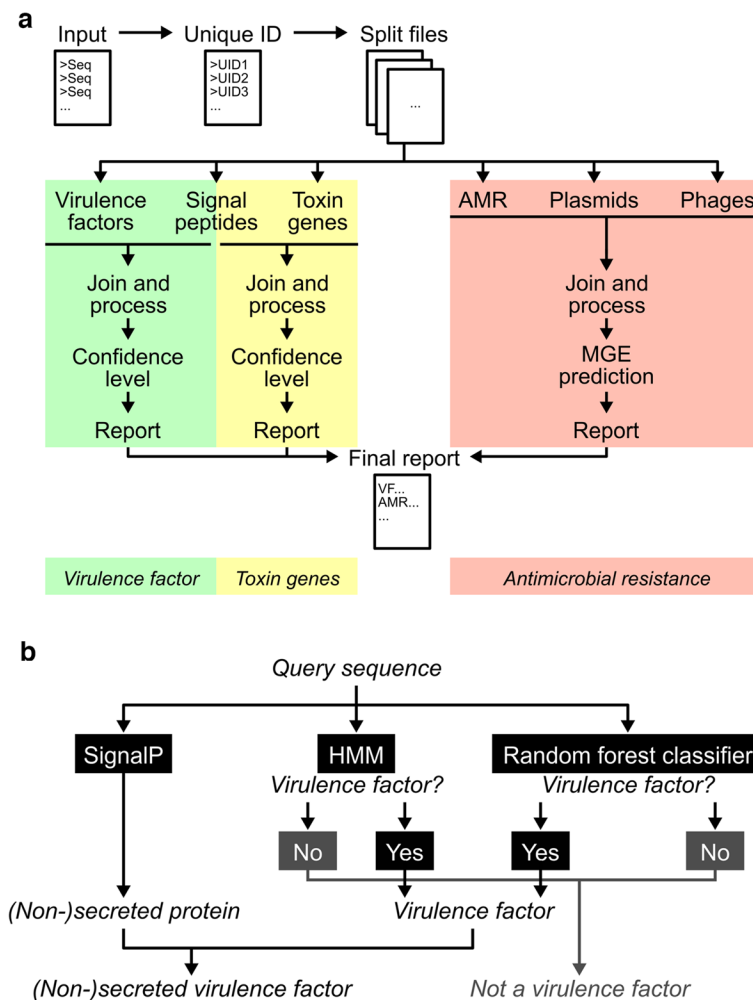 a
Input
Unique ID
Split files
>Seq
>Seq
>Seq
...
>UID1
>UID2
>UID3
...
...
Virulence
factors
Signal
peptides
Toxin
genes
AMR
Plasmids
Phages
Join and
process
Join and
process
Join and
process
Confidence
level
Confidence
level
MGE
prediction
Report
Report
Report
Final report
VF...
AMR...
...
Virulence factor
Toxin genes
Antimicrobial resistance
b
Query sequence
SignalP
HMM
Random forest classifier
Virulence factor?
Virulence factor?
No
Yes
Yes
No
(Non-)secreted protein
Virulence factor
(Non-)secreted virulence factor
Not a virulence factor